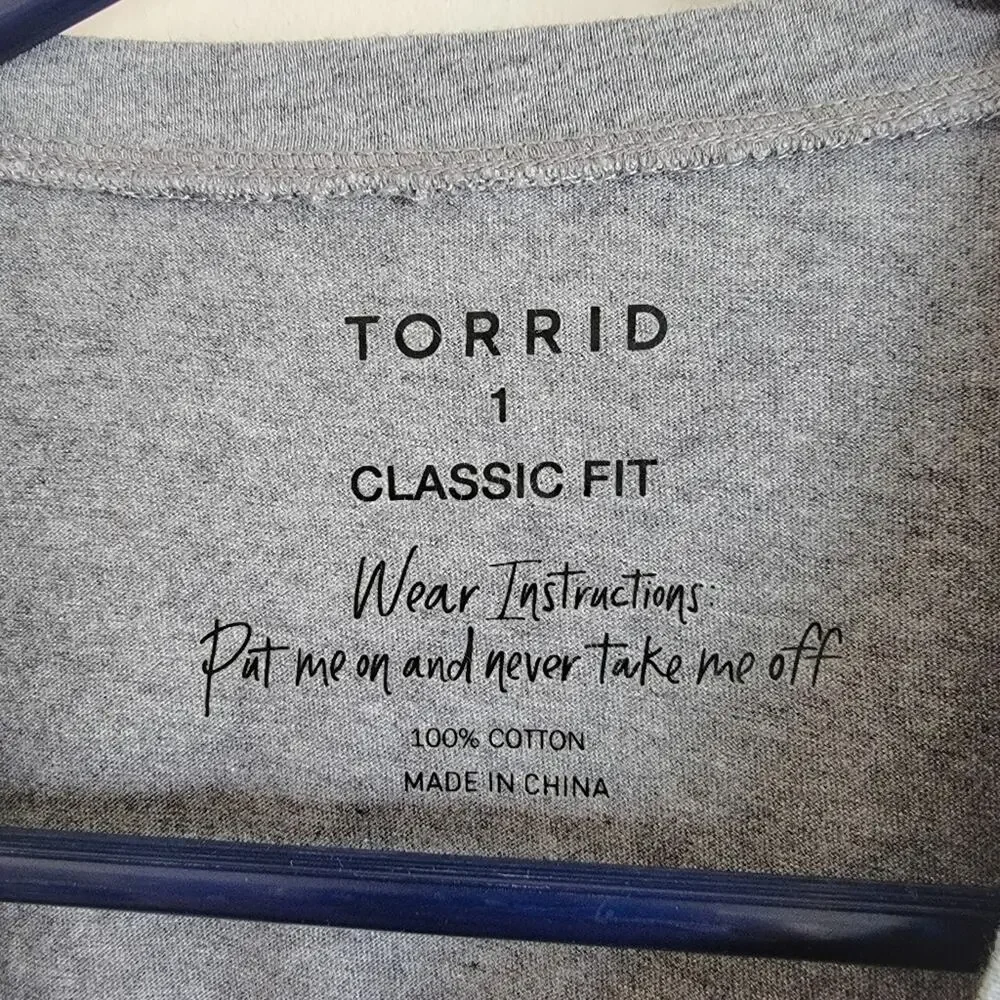 TORRID
1
CLASSIC FIT
Wear Instructions:
Put me on and never take me off
100% COTTON
MADE IN CHINA